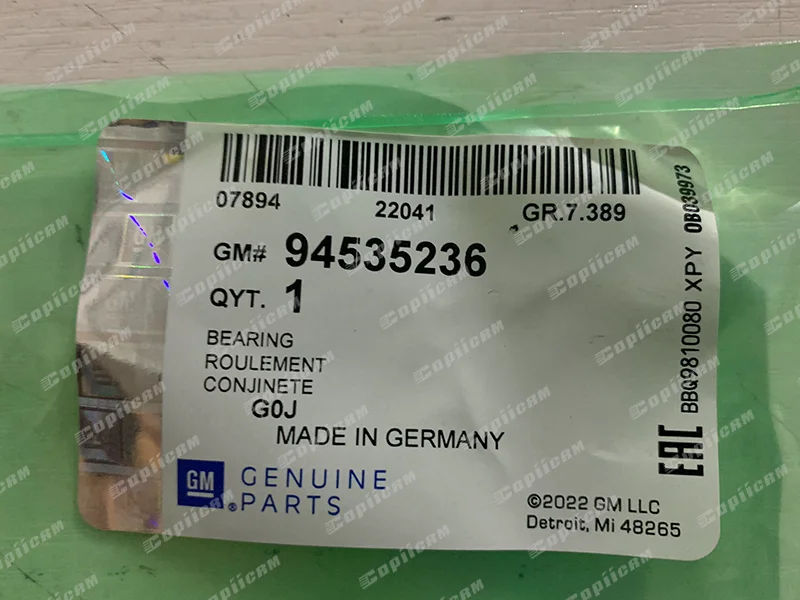 07894 22041 GR.7.389
GM# 94535236
QYT. 1
BEARING
ROULEMENT
CONJINETE
G0J
MADE IN GERMANY
GM GENUINE
PARTS
©2022 GM LLC
Detroit, Mi 48265
EAC BBQ9810080 XPY 0B039973
CopiiCRM